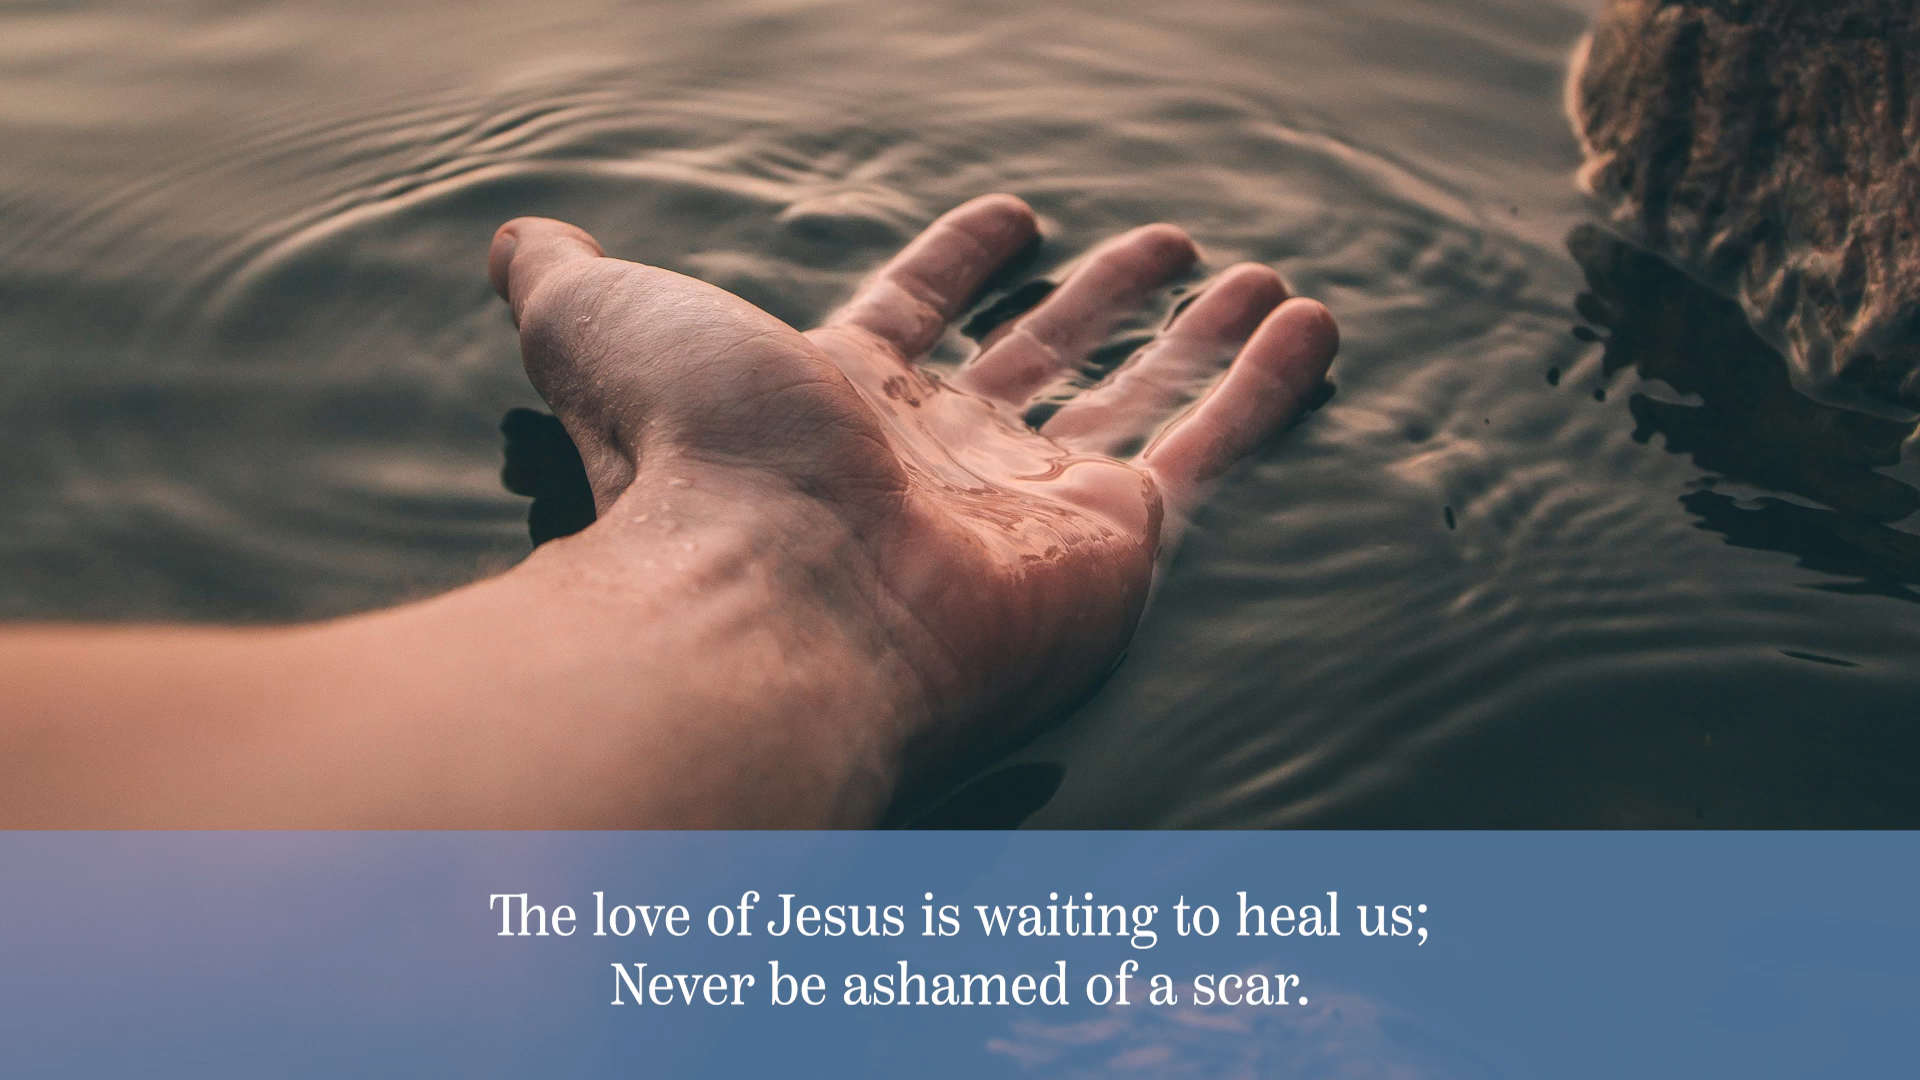 The love of Jesus is waiting to heal us;
Never be ashamed of a scar.